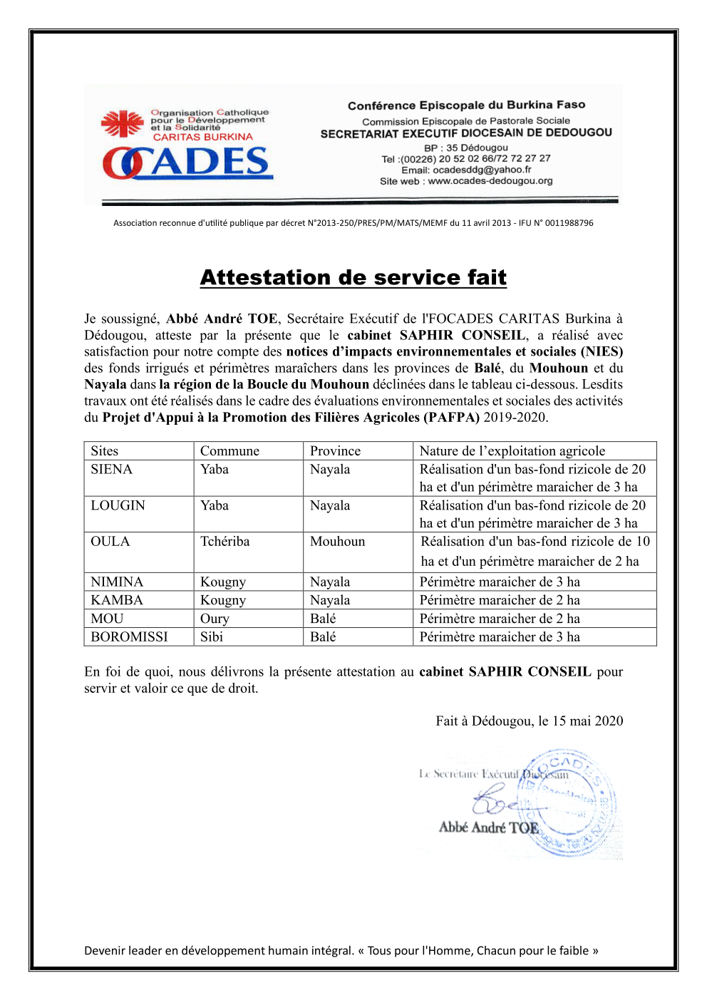 Organisation Catholique
pour le Développement
et la Solidarité
CARITAS BURKINA
OCADES
Conférence Episcopale du Burkina Faso
Commission Episcopale de Pastorale Sociale
SECRETARIAT EXECUTIF DIOCESAIN DE DEDOUGOU
BP : 35 Dédougou
Tel :(00226) 20 52 02 66/72 72 27 27
Email: ocadesddg@yahoo.fr
Site web : www.ocades-dedougou.org
Association reconnue d'utilité publique par décret N°2013-250/PRES/PM/MATS/MEMF du 11 avril 2013 - IFU N° 0011988796
Attestation de service fait
Je soussigné, Abbé André TOE, Secrétaire Exécutif de l'FOCADES CARITAS Burkina à
Dédougou, atteste par la présente que le cabinet SAPHIR CONSEIL, a réalisé avec
satisfaction pour notre compte des notices d’impacts environnementales et sociales (NIES)
des fonds irrigués et périmètres maraîchers dans les provinces de Balé, du Mouhoun et du
Nayala dans la région de la Boucle du Mouhoun déclinées dans le tableau ci-dessous. Lesdits
travaux ont été réalisés dans le cadre des évaluations environnementales et sociales des activités
du Projet d'Appui à la Promotion des Filières Agricoles (PAFPA) 2019-2020.
Sites Commune Province Nature de l’exploitation agricole
SIENA Yaba Nayala Réalisation d'un bas-fond rizicole de 20
ha et d'un périmètre maraicher de 3 ha
LOUGIN Yaba Nayala Réalisation d'un bas-fond rizicole de 20
ha et d'un périmètre maraicher de 3 ha
OULA Tchériba Mouhoun Réalisation d'un bas-fond rizicole de 10
ha et d'un périmètre maraicher de 2 ha
NIMINA Kougny Nayala Périmètre maraicher de 3 ha
KAMBA Kougny Nayala Périmètre maraicher de 2 ha
MOU Oury Balé Périmètre maraicher de 2 ha
BOROMISSI Sibi Balé Périmètre maraicher de 3 ha
En foi de quoi, nous délivrons la présente attestation au cabinet SAPHIR CONSEIL pour
servir et valoir ce que de droit.
Fait à Dédougou, le 15 mai 2020
Le Secrétaire Exécutif Diocésain
OCADES
Secrétaire
Abbé André TOE
Devenir leader en développement humain intégral. « Tous pour l'Homme, Chacun pour le faible »